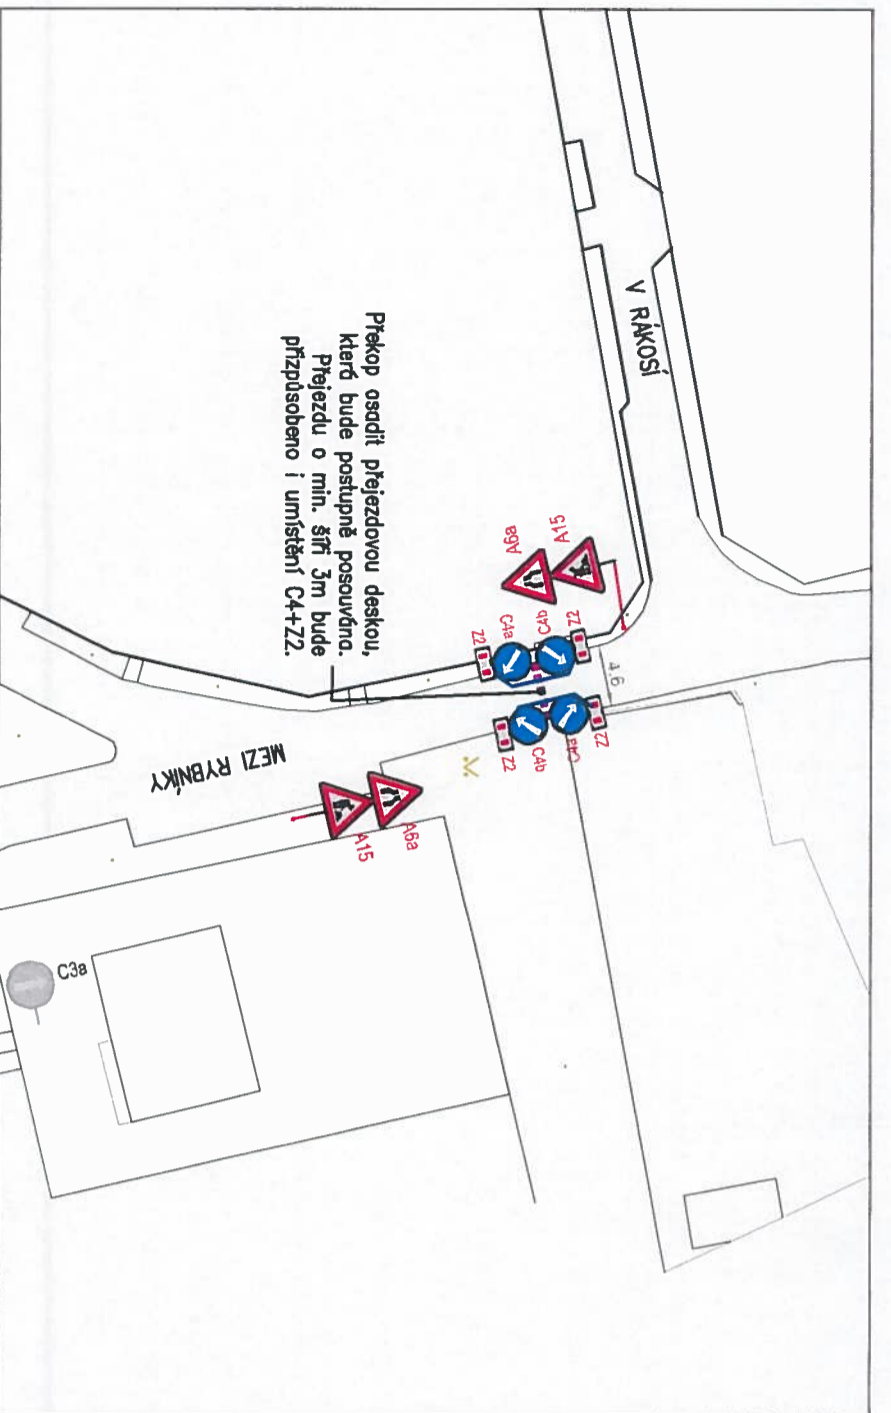 V RÁKOSÍ
Překop osadit přejezdovou deskou,
která bude postupně posouvána.
Přejezdu o min. šíři 3m bude
přizpůsobeno i umístění C4+Z2.
MEZI RYBNÍKY
A15
A6a
Z2
C4b
C4a
Z2
4.6
Z2
C4a
C4b
Z2
A6a
A15
C3a